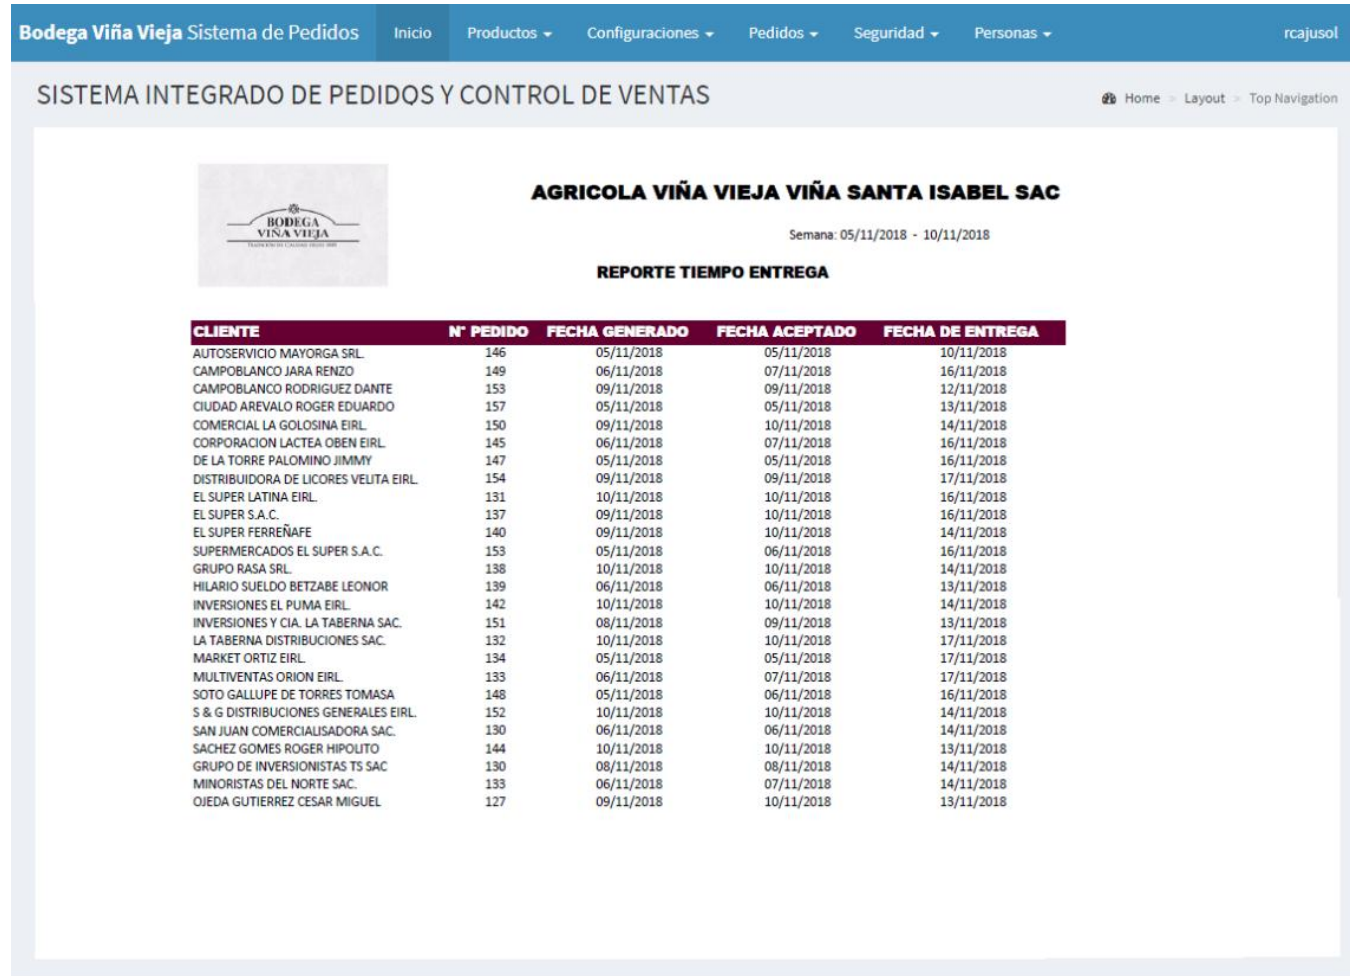 Bodega Viña Vieja Sistema de Pedidos Inicio Productos Configuraciones Pedidos Seguridad Personas rcajusol
SISTEMA INTEGRADO DE PEDIDOS Y CONTROL DE VENTAS Home > Layout > Top Navigation
BODEGA
VIÑA VIEJA
AGRICOLA VIÑA VIEJA VIÑA SANTA ISABEL SAC
Semana: 05/11/2018 - 10/11/2018
REPORTE TIEMPO ENTREGA
CLIENTE N° PEDIDO FECHA GENERADO FECHA ACEPTADO FECHA DE ENTREGA
AUTOSERVICIO MAYORGA SRL. 146 05/11/2018 05/11/2018 10/11/2018
CAMPOBLANCO JARA RENZO 149 06/11/2018 07/11/2018 16/11/2018
CAMPOBLANCO RODRIGUEZ DANTE 153 09/11/2018 09/11/2018 12/11/2018
CIUDAD AREVALO ROGER EDUARDO 157 05/11/2018 05/11/2018 13/11/2018
COMERCIAL LA GOLOSINA EIRL. 150 09/11/2018 10/11/2018 14/11/2018
CORPORACION LACTEA OBEN EIRL. 145 06/11/2018 07/11/2018 16/11/2018
DE LA TORRE PALOMINO JIMMY 147 05/11/2018 05/11/2018 16/11/2018
DISTRIBUIDORA DE LICORES VELITA EIRL. 154 09/11/2018 09/11/2018 17/11/2018
EL SUPER LATINA EIRL. 131 10/11/2018 10/11/2018 16/11/2018
EL SUPER S.A.C. 137 09/11/2018 10/11/2018 16/11/2018
EL SUPER FERREÑAFE 140 09/11/2018 10/11/2018 14/11/2018
SUPERMERCADOS EL SUPER S.A.C. 153 05/11/2018 06/11/2018 16/11/2018
GRUPO RASA SRL. 138 10/11/2018 10/11/2018 14/11/2018
HILARIO SUELDO BETZABE LEONOR 139 06/11/2018 06/11/2018 13/11/2018
INVERSIONES EL PUMA EIRL. 142 10/11/2018 10/11/2018 14/11/2018
INVERSIONES Y CIA. LA TABERNA SAC. 151 08/11/2018 09/11/2018 13/11/2018
LA TABERNA DISTRIBUCIONES SAC. 132 10/11/2018 10/11/2018 17/11/2018
MARKET ORTIZ EIRL. 134 05/11/2018 05/11/2018 17/11/2018
MULTIVENTAS ORION EIRL. 133 06/11/2018 07/11/2018 17/11/2018
SOTO GALLUPE DE TORRES TOMASA 148 05/11/2018 06/11/2018 16/11/2018
S & G DISTRIBUCIONES GENERALES EIRL. 152 10/11/2018 10/11/2018 14/11/2018
SAN JUAN COMERCIALISADORA SAC. 130 06/11/2018 06/11/2018 14/11/2018
SACHEZ GOMES ROGER HIPOLITO 144 10/11/2018 10/11/2018 13/11/2018
GRUPO DE INVERSIONISTAS TS SAC 130 08/11/2018 08/11/2018 14/11/2018
MINORISTAS DEL NORTE SAC. 133 06/11/2018 07/11/2018 14/11/2018
OJEDA GUTIERREZ CESAR MIGUEL 127 09/11/2018 10/11/2018 13/11/2018